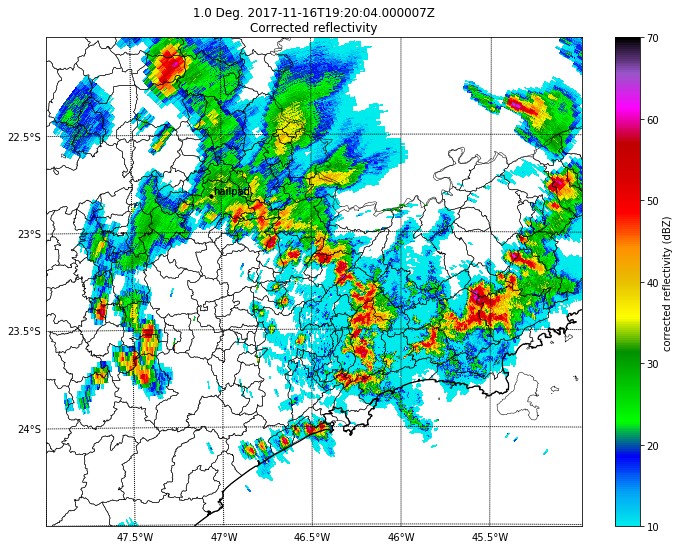 1.0 Deg. 2017-11-16T19:20:04.000007Z
Corrected reflectivity
22.5°S
23°S
23.5°S
24°S
47.5°W
47°W
46.5°W
46°W
45.5°W
70
60
50
40
30
20
10
corrected reflectivity (dBZ)